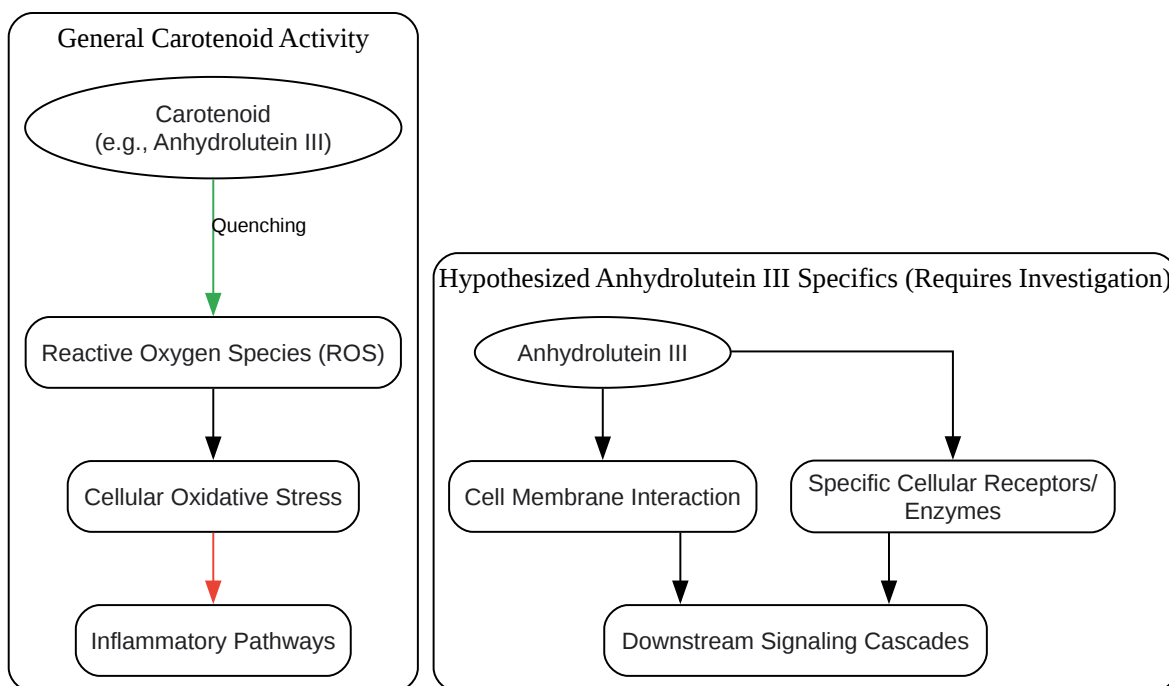 General Carotenoid Activity
Carotenoid
(e.g., Anhydrolutein III)
Quenching
Reactive Oxygen Species (ROS)
Cellular Oxidative Stress
Inflammatory Pathways
Hypothesized Anhydrolutein III Specifics (Requires Investigation)
Anhydrolutein III
Cell Membrane Interaction
Specific Cellular Receptors/
Enzymes
Downstream Signaling Cascades